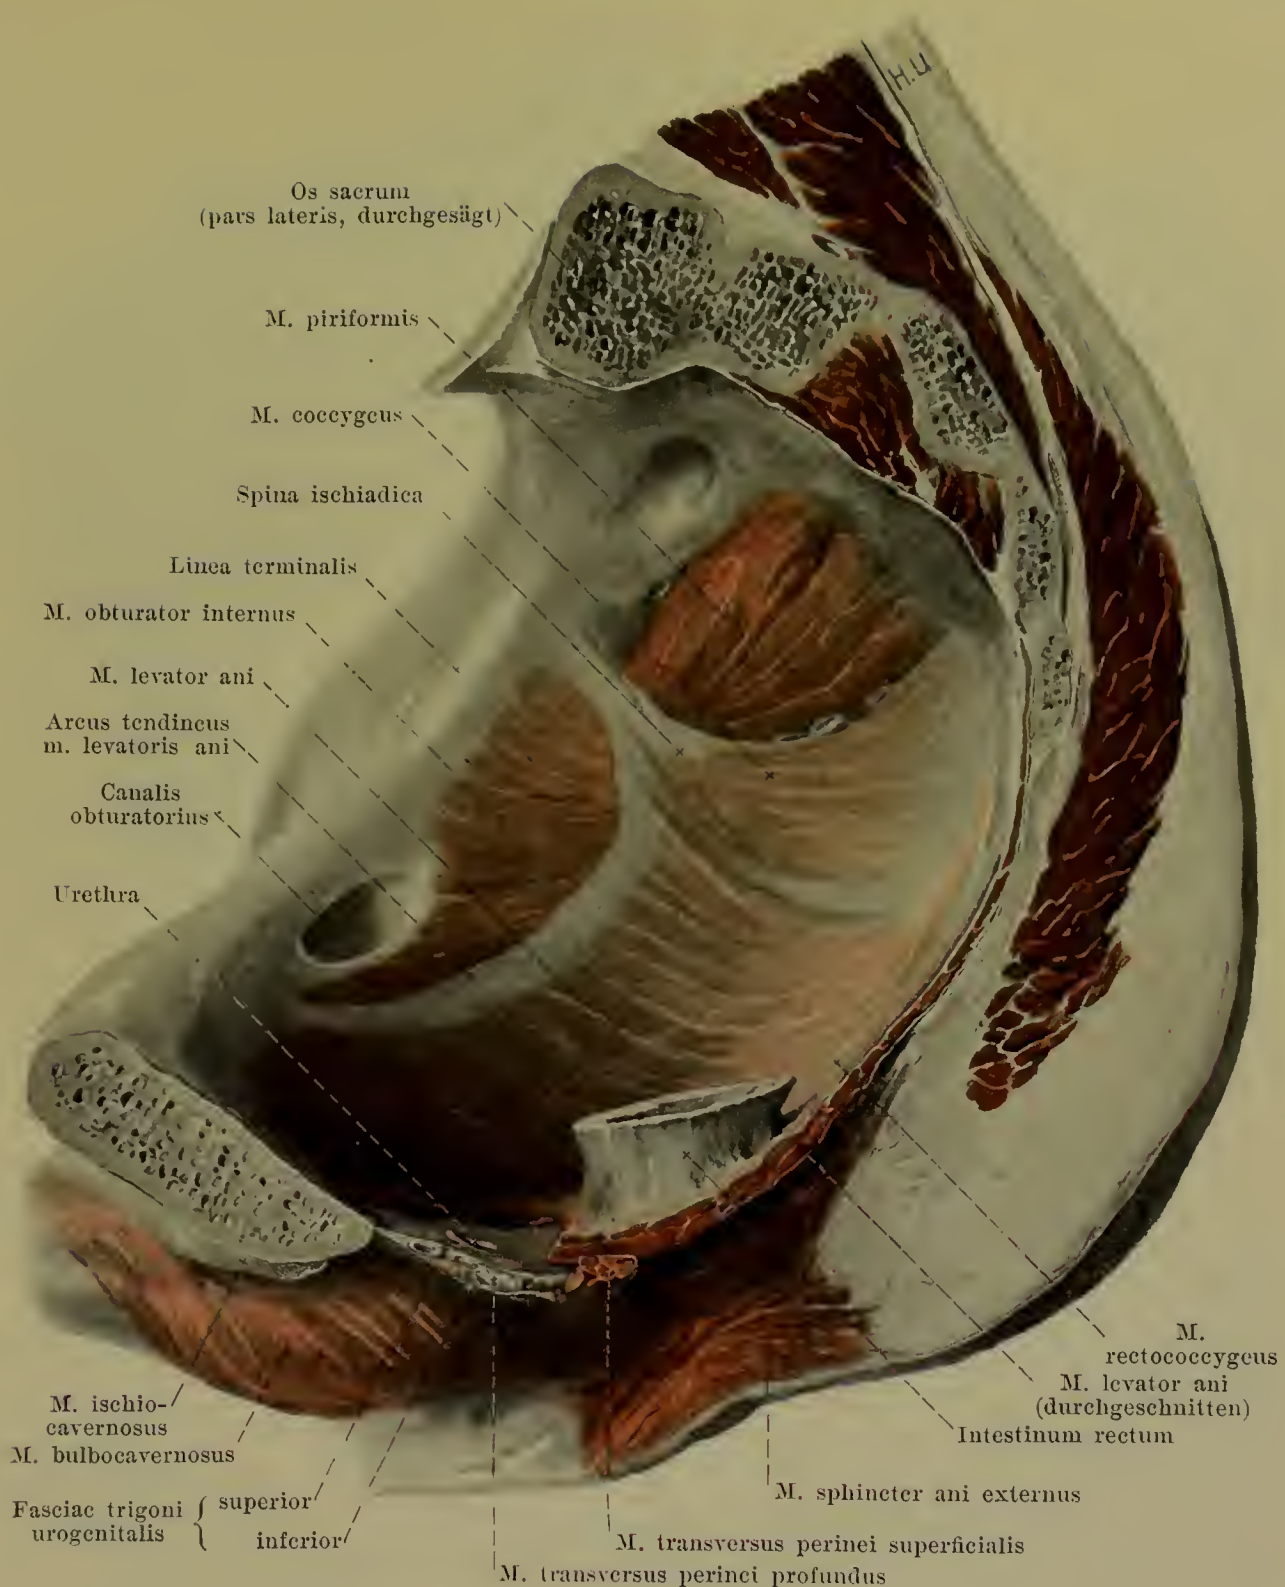 H.U
Os sacrum
(pars lateris, durchgesägt)
M. piriformis
M. coccygeus
Spina ischiadica
Linea terminalis
M. obturator internus
M. levator ani
Arcus tendineus
m. levatoris ani
Canalis
obturatorius
Urethra
M.
rectococcygeus
M. levator ani
(durchgeschnitten)
Intestinum rectum
M. sphincter ani externus
M. transversus perinei superficialis
M. transversus perinei profundus
M. ischio-
cavernosus
M. bulbocavernosus
Fasciae trigoni
urogenitalis
superior
inferior